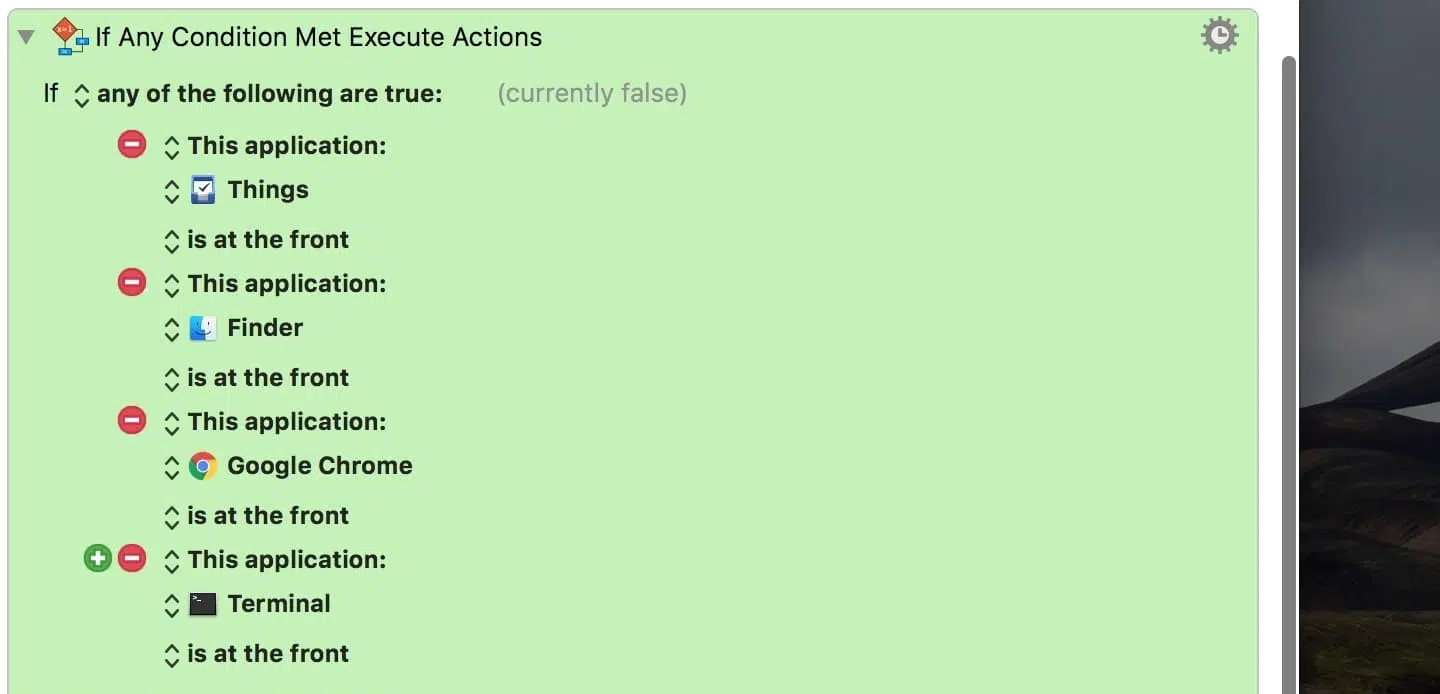 If Any Condition Met Execute Actions
If any of the following are true: (currently false)
This application:
Things
is at the front
This application:
Finder
is at the front
This application:
Google Chrome
is at the front
This application:
Terminal
is at the front